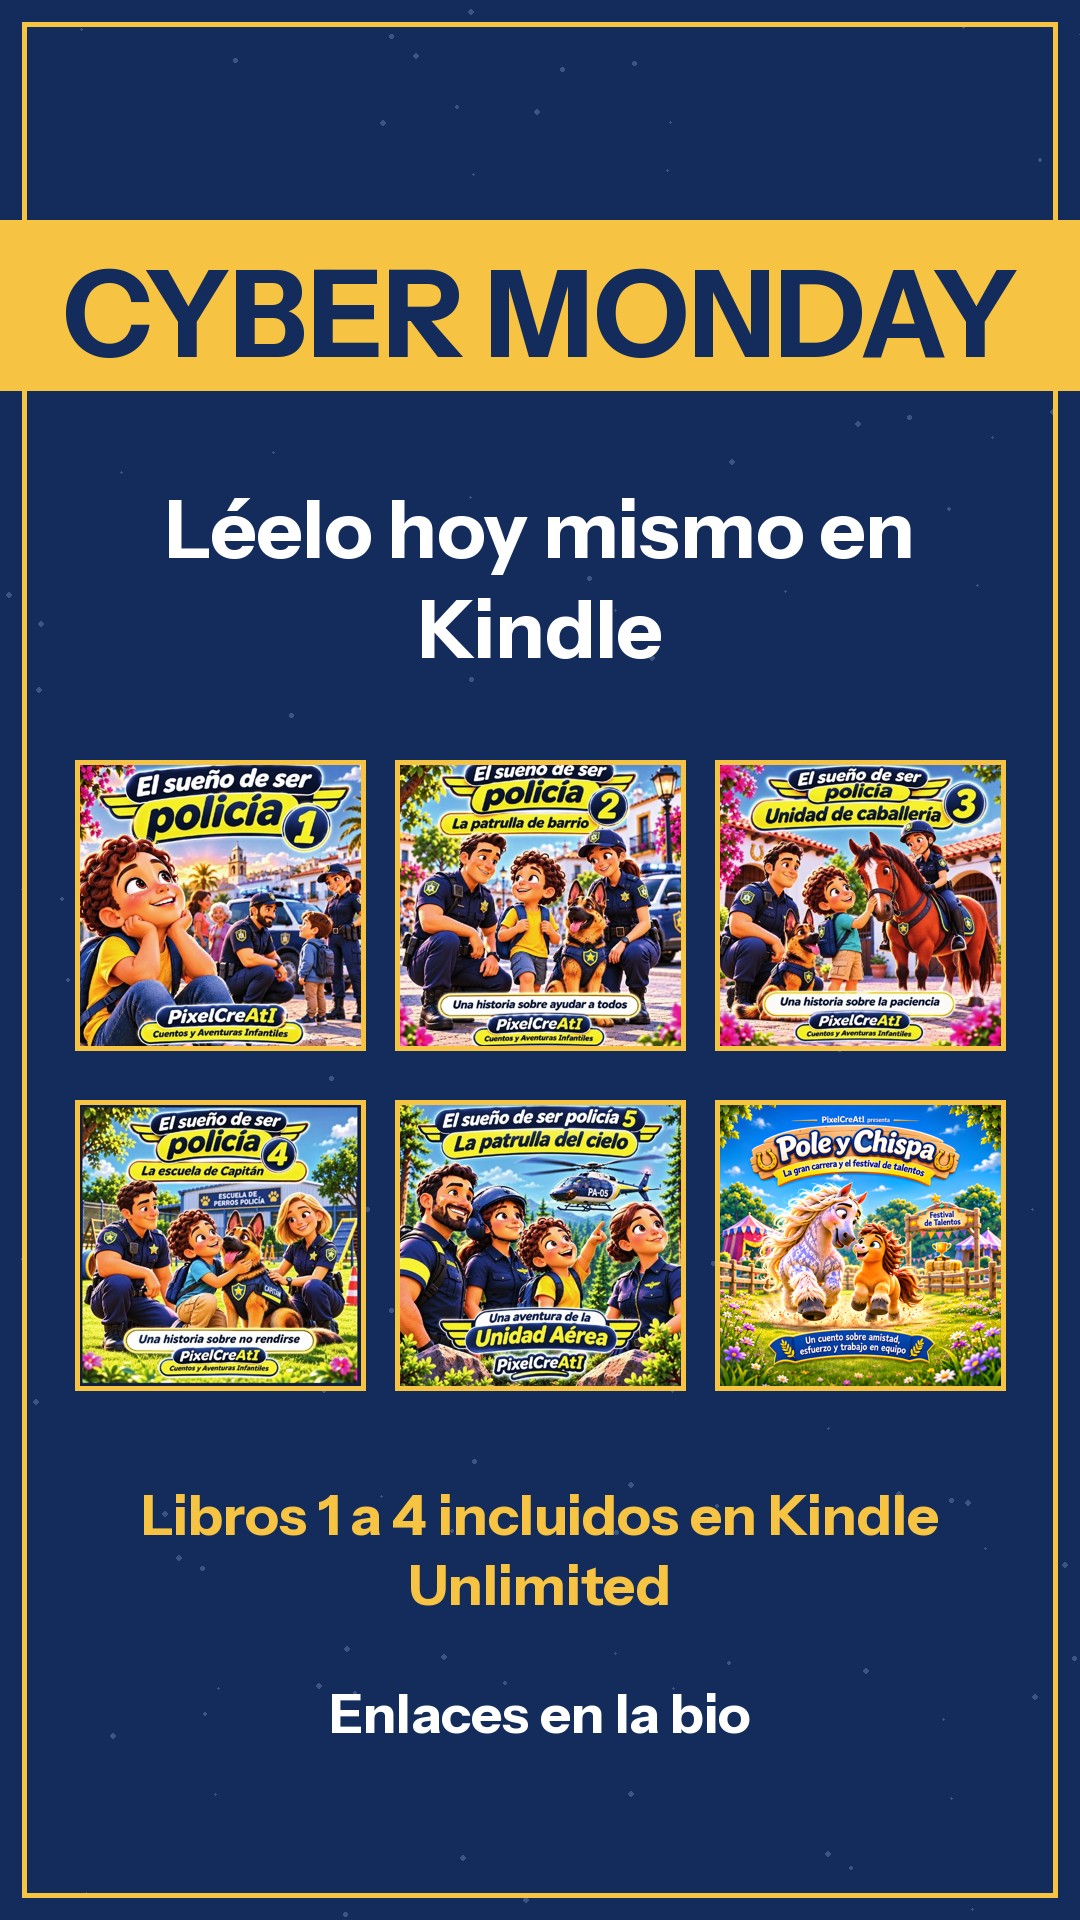 CYBER MONDAY
Léelo hoy mismo en
Kindle
El sueño de ser
policía
1
PixelCreAtI
Cuentos y Aventuras Infantiles
El sueño de ser
policía 2
La patrulla de barrio
Una historia sobre ayudar a todos
PixelCreAtI
Cuentos y Aventuras Infantiles
El sueño de ser
policía
Unidad de caballería 3
Una historia sobre la paciencia
PixelCreAtI
Cuentos y Aventuras Infantiles
El sueño de ser
policía 4
La escuela de Capitán
ESCUELA DE
PERROS POLICÍA
CAPITÁN
Una historia sobre no rendirse
PixelCreAtI
Cuentos y Aventuras Infantiles
El sueño de ser policía 5
La patrulla del cielo
PA-05
Una aventura de la
Unidad Aérea
PixelCreAtI
PixelCreAtI presenta
Pole y Chispa
La gran carrera y el festival de talentos
Festival
de Talentos
Un cuento sobre amistad,
esfuerzo y trabajo en equipo
Libros 1 a 4 incluidos en Kindle
Unlimited
Enlaces en la bio